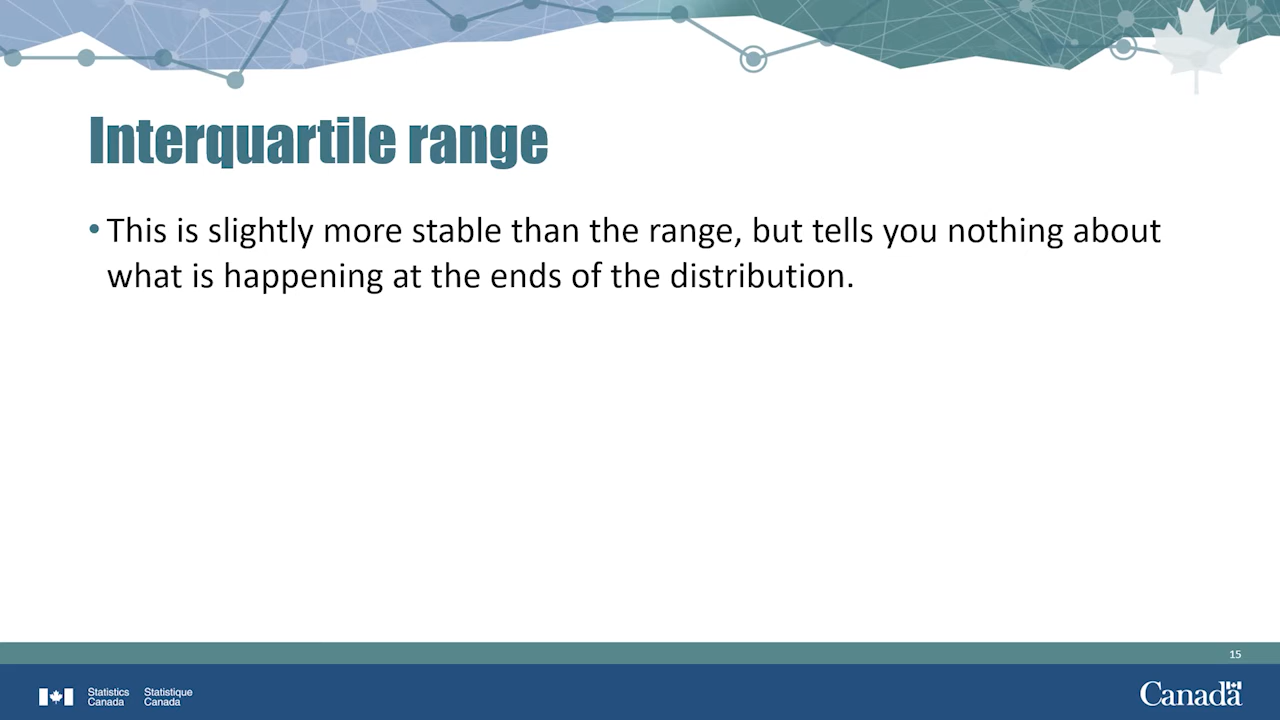 Interquartile range
• This is slightly more stable than the range, but tells you nothing about
what is happening at the ends of the distribution.
15
Statistics Statistique
Canada Canada
Canada